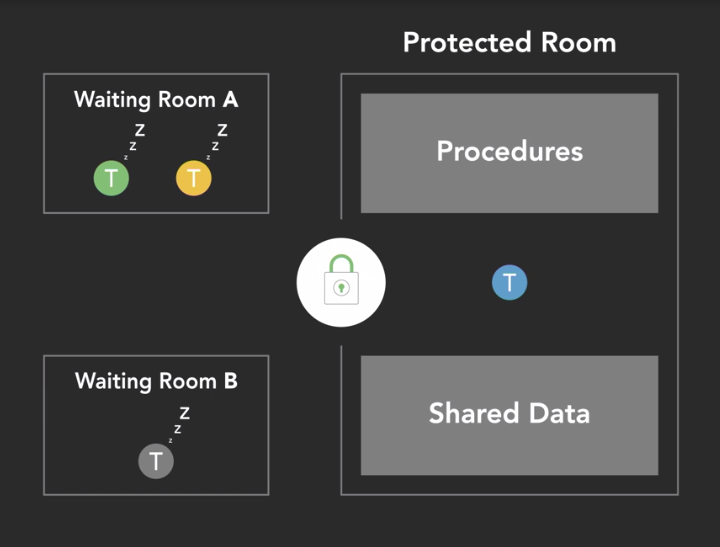 Protected Room
Waiting Room A
z z Z
z z Z
T
T
Procedures
T
Waiting Room B
z z Z
T
Shared Data